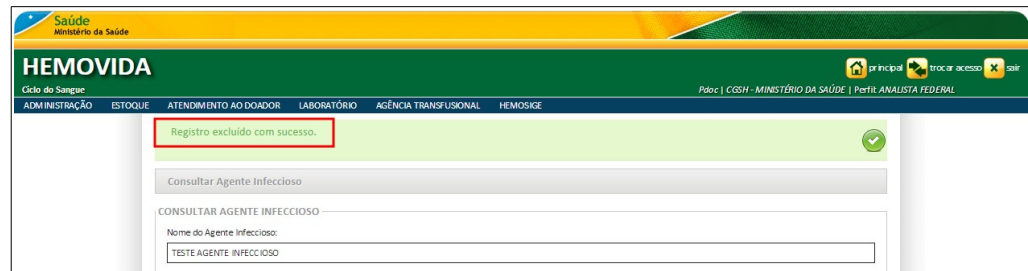 Saúde
Ministério da Saúde
HEMOVIDA
principal trocar acesso sair
Ciclo do Sangue
Pdoc | CGSH - MINISTÉRIO DA SAÚDE | Perfil: ANALISTA FEDERAL
ADMINISTRAÇÃO ESTOQUE ATENDIMENTO AO DOADOR LABORATÓRIO AGÊNCIA TRANSFUSIONAL HEMOSIGE
Registro excluído com sucesso.
Consultar Agente Infeccioso
CONSULTAR AGENTE INFECCIOSO
Nome do Agente Infeccioso:
TESTE AGENTE INFECCIOSO